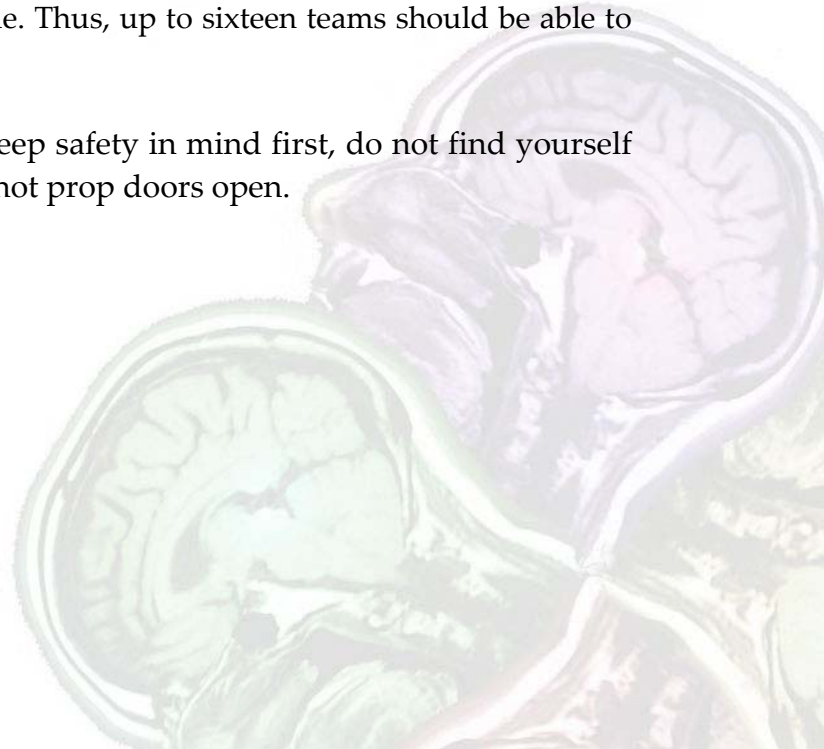 le. Thus, up to sixteen teams should be able to
eep safety in mind first, do not find yourself
not prop doors open.